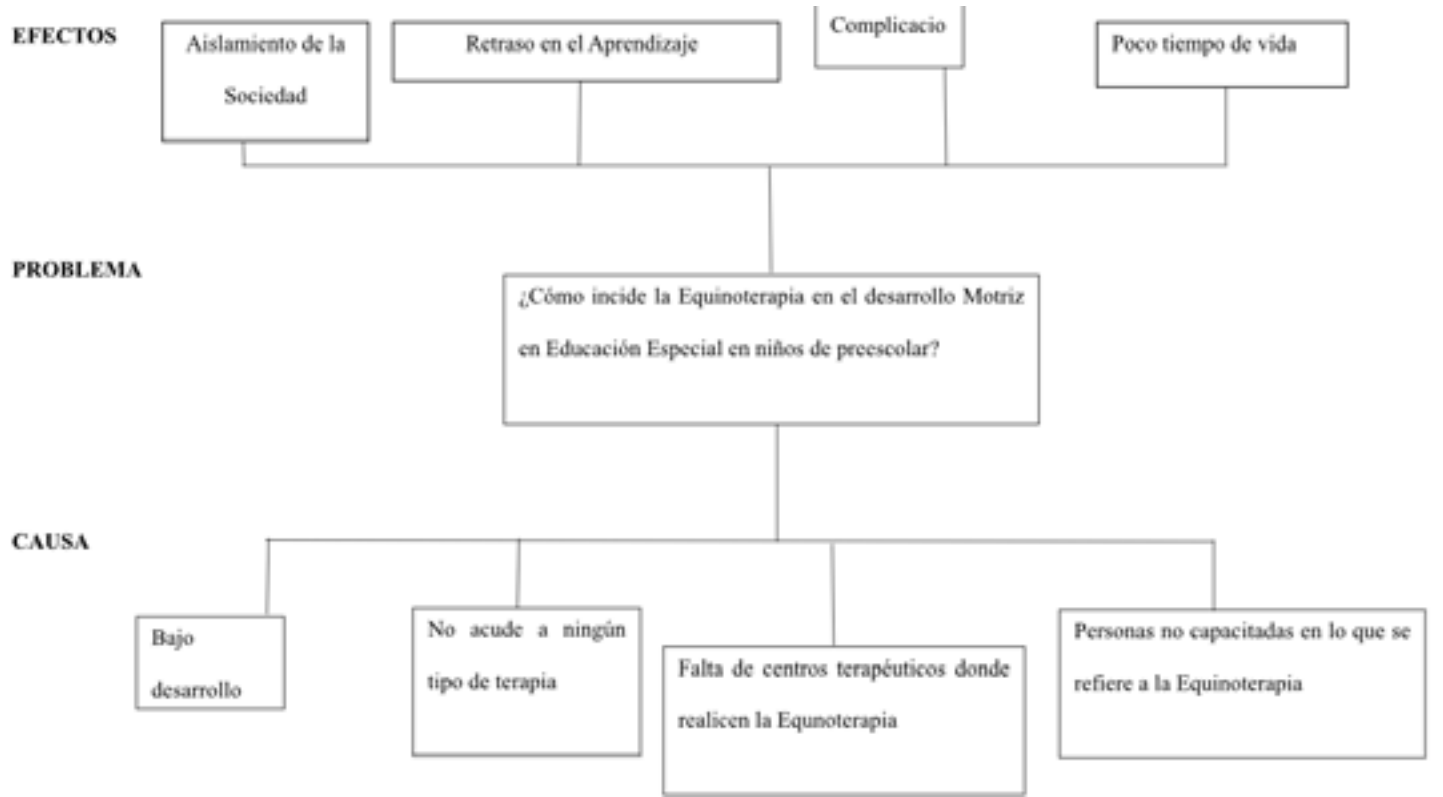 EFECTOS
Aislamiento de la
Sociedad
Retraso en el Aprendizaje
Complicacio
Poco tiempo de vida
PROBLEMA
¿Cómo incide la Equinoterapia en el desarrollo Motriz
en Educación Especial en niños de preescolar?
CAUSA
Bajo
desarrollo
No acude a ningún
tipo de terapia
Falta de centros terapéuticos donde
realicen la Equnoterapia
Personas no capacitadas en lo que se
refiere a la Equinoterapia